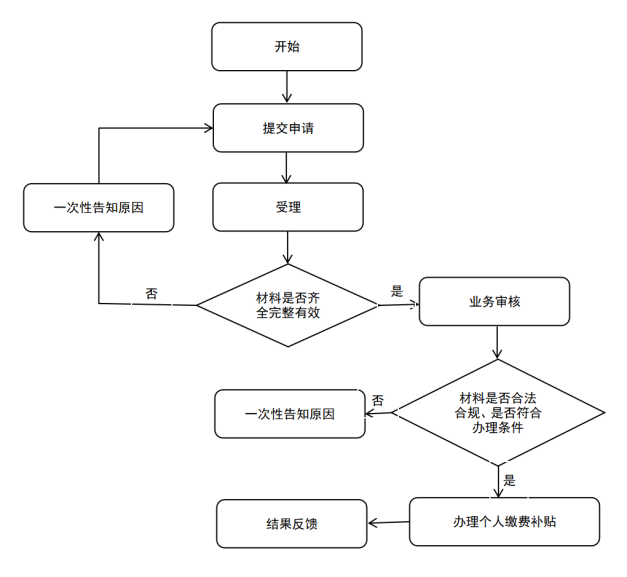 开始
提交申请
一次性告知原因
受理
否
材料是否齐
全完整有效
是
业务审核
一次性告知原因
否
材料是否合法
合规、是否符合
办理条件
是
结果反馈
办理个人缴费补贴